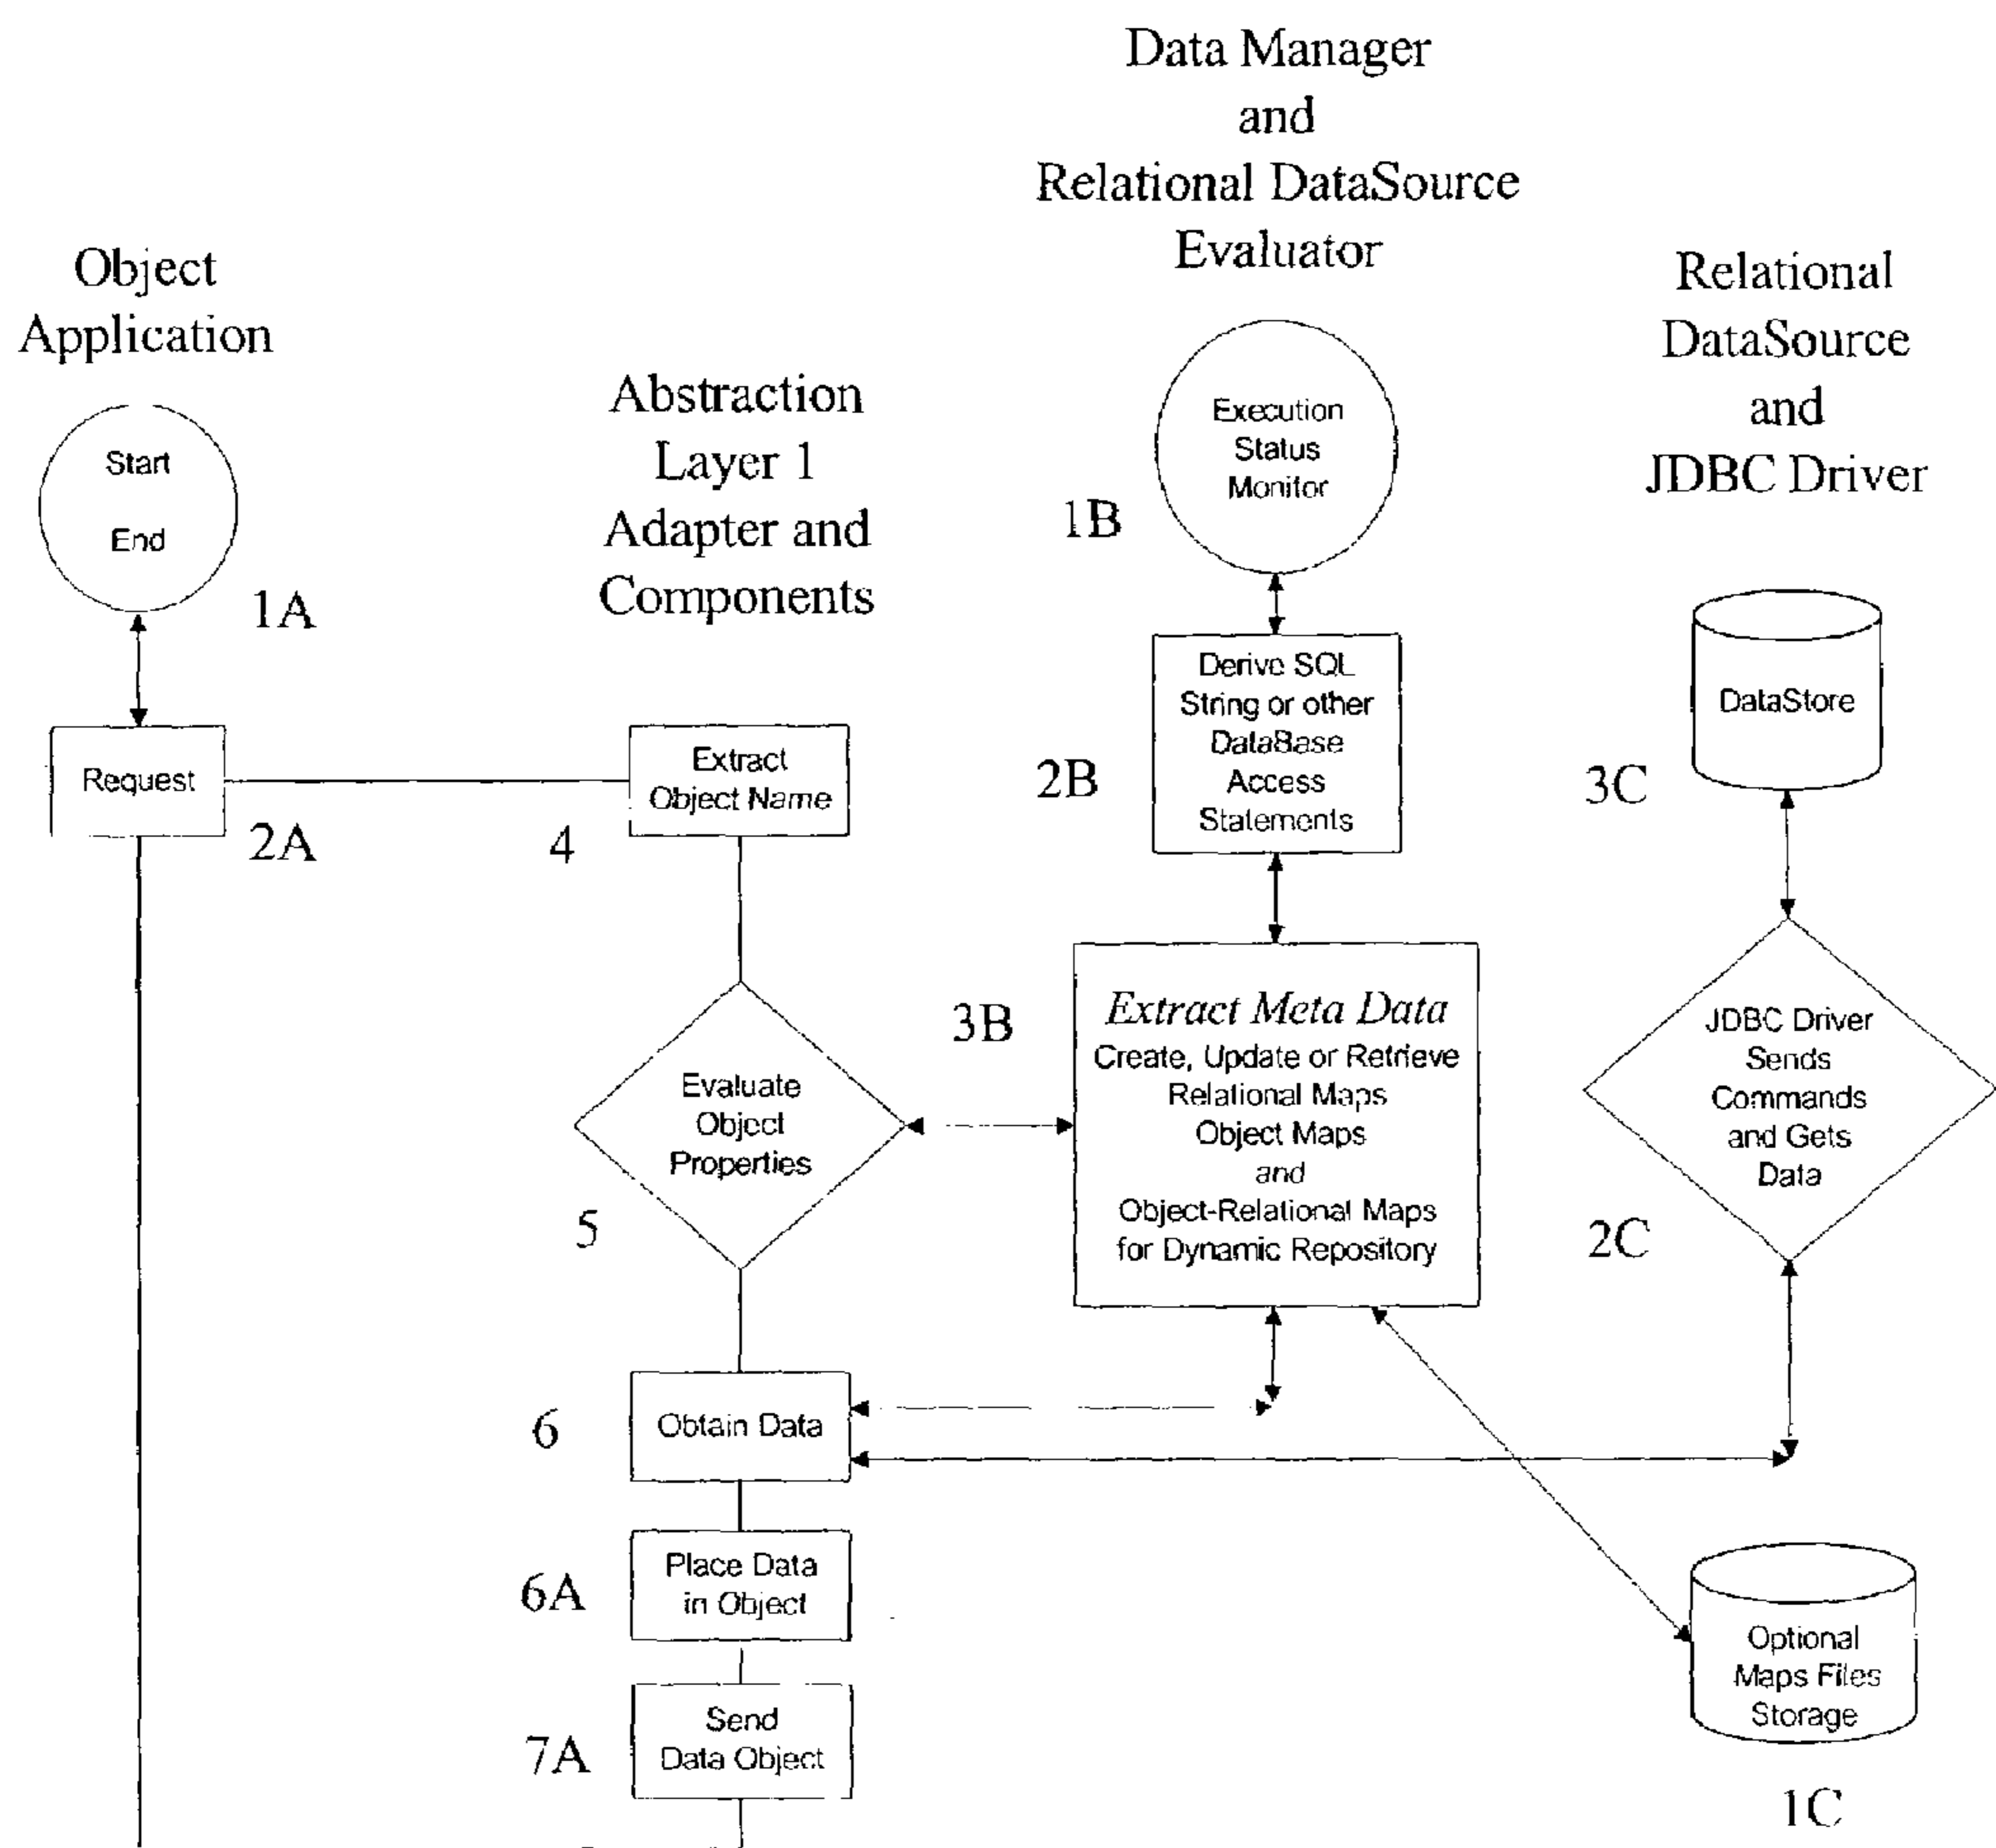 Data Manager
and
Relational DataSource
Evaluator
Object
Application
Relational
DataSource
and
JDBC Driver
Abstraction
Layer 1
Adapter and
Components
Start
End
1A
Execution
Status
Monitor
1B
Request
2A
Extract
Object Name
4
Derive SQL
String or other
DataBase
Access
Statements
2B
DataStore
3C
Evaluate
Object
Properties
5
Extract Meta Data
Create, Update or Retrieve
Relational Maps
Object Maps
and
Object-Relational Maps
for Dynamic Repository
3B
JDBC Driver
Sends
Commands
and Gets
Data
2C
Obtain Data
6
Place Data
in Object
6A
Send
Data Object
7A
Optional
Maps Files
Storage
1C